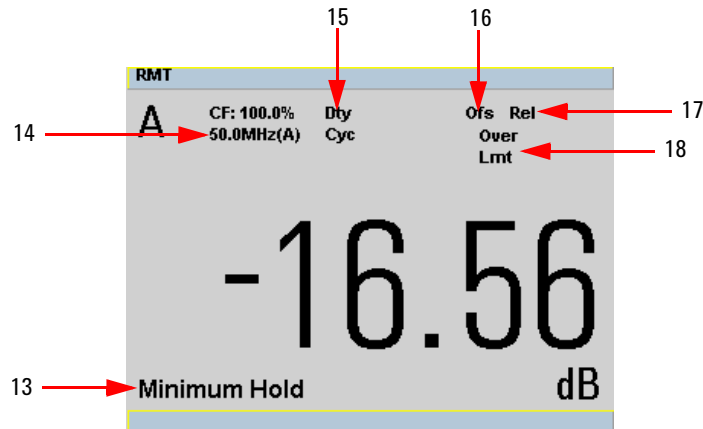 15
16
RMT
A
CF: 100.0%
Dty
Ofs Rel
17
14
50.0MHz(A)
Cyc
Over
Lmt
18
-16.56
13
Minimum Hold
dB